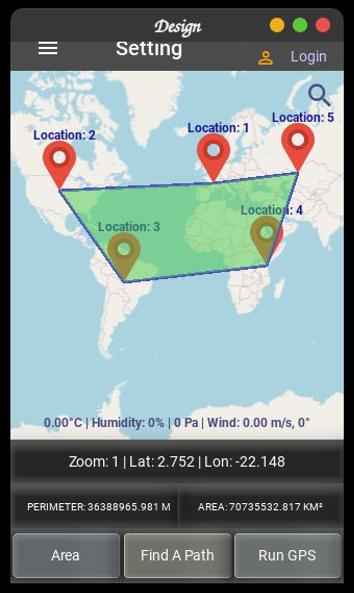 Design
Setting
Login
Location: 5
Location: 1
Location: 2
Location: 4
Location: 3
0.00°C | Humidity: 0% | 0 Pa | Wind: 0.00 m/s, 0°
Zoom: 1 | Lat: 2.752 | Lon: -22.148
PERIMETER: 36388965.981 M
AREA: 70735532.817 KM²
Area
Find A Path
Run GPS